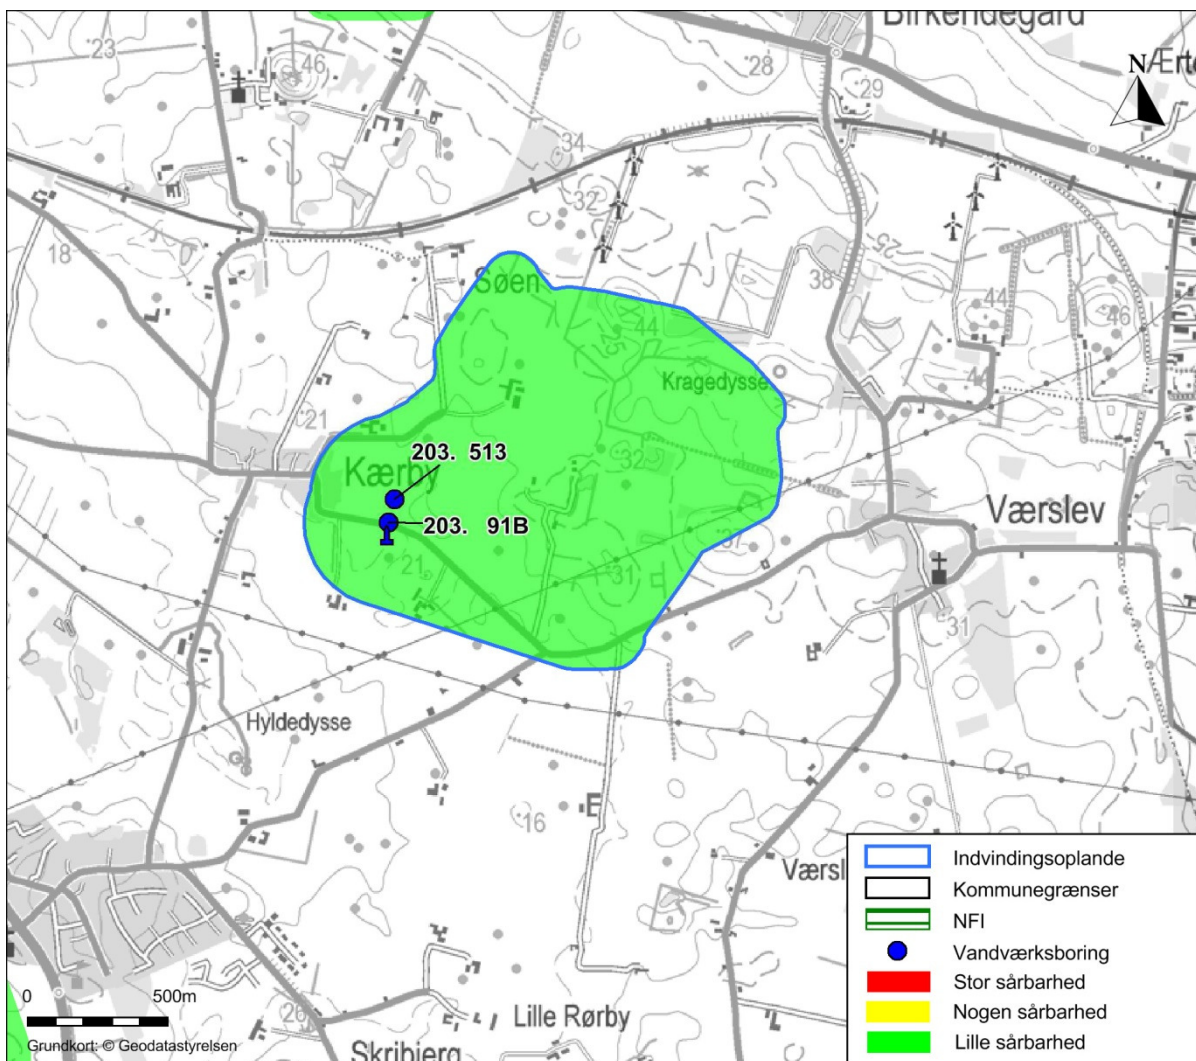 Birkendegård
N
Ærte
23
46
28
29
34
32
18
38
25
Søen
44
44
46
25
Kragedysse
44
21
203. 513
32
Kærby
203. 91B
Værslev
37
21
31
31
Hyldedysse
16
E
Værsl
Indvindingsoplande
Kommunegrænser
NFI
Vandværksboring
Stor sårbarhed
Nogen sårbarhed
Lille sårbarhed
0 500m
26
Lille Rørby
Grundkort: © Geodatastyrelsen
Skribjerg